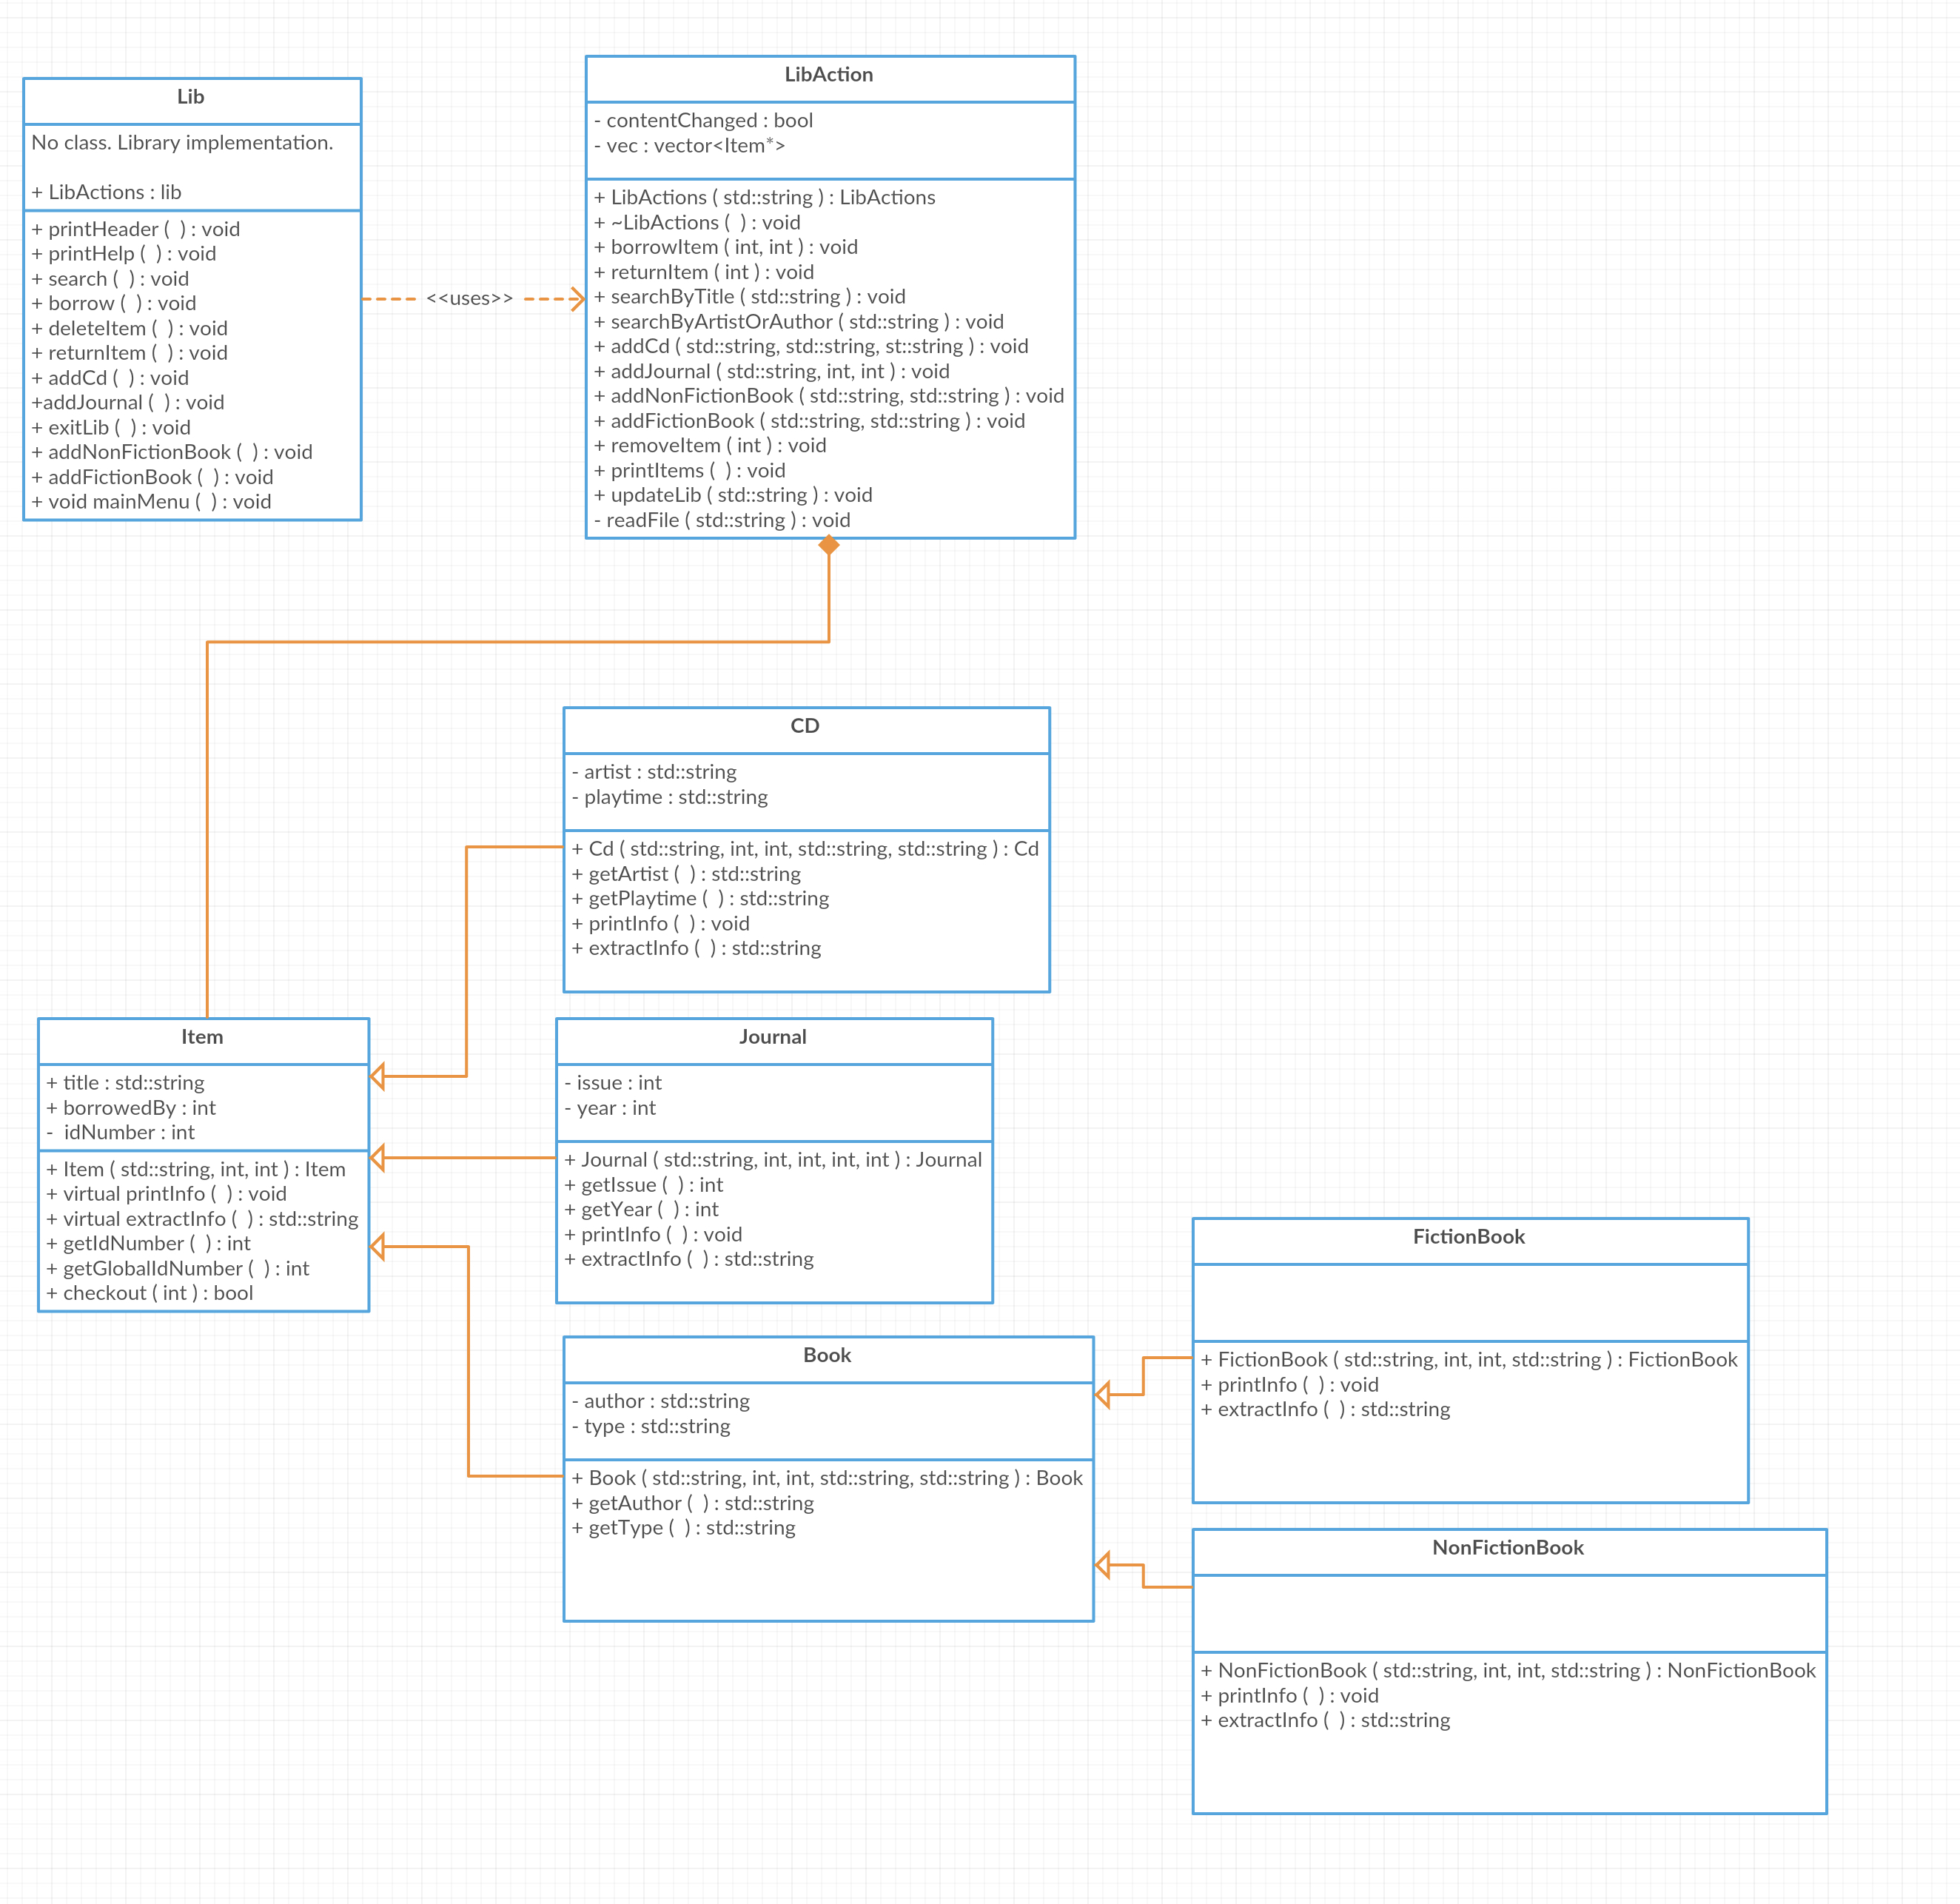 Lib
No class. Library implementation.
+ LibActions : lib
+ printHeader (  ) : void
+ printHelp (  ) : void
+ search (  ) : void
+ borrow (  ) : void
+ deleteItem (  ) : void
+ returnItem (  ) : void
+ addCd (  ) : void
+addJournal (  ) : void
+ exitLib (  ) : void
+ addNonFictionBook (  ) : void
+ addFictionBook (  ) : void
+ void mainMenu (  ) : void
<<uses>>
LibAction
- contentChanged : bool
- vec : vector<Item*>
+ LibActions ( std::string ) : LibActions
+ ~LibActions (  ) : void
+ borrowItem ( int, int ) : void
+ returnItem ( int ) : void
+ searchByTitle ( std::string ) : void
+ searchByArtistOrAuthor ( std::string ) : void
+ addCd ( std::string, std::string, st::string ) : void
+ addJournal ( std::string, int, int ) : void
+ addNonFictionBook ( std::string, std::string ) : void
+ addFictionBook ( std::string, std::string ) : void
+ removeItem ( int ) : void
+ printItems (  ) : void
+ updateLib ( std::string ) : void
- readFile ( std::string ) : void
CD
- artist : std::string
- playtime : std::string
+ Cd ( std::string, int, int, std::string, std::string ) : Cd
+ getArtist (  ) : std::string
+ getPlaytime (  ) : std::string
+ printInfo (  ) : void
+ extractInfo (  ) : std::string
Item
+ title : std::string
+ borrowedBy : int
-  idNumber : int
+ Item ( std::string, int, int ) : Item
+ virtual printInfo (  ) : void
+ virtual extractInfo (  ) : std::string
+ getIdNumber (  ) : int
+ getGlobalIdNumber (  ) : int
+ checkout ( int ) : bool
Journal
- issue : int
- year : int
+ Journal ( std::string, int, int, int, int ) : Journal
+ getIssue (  ) : int
+ getYear (  ) : int
+ printInfo (  ) : void
+ extractInfo (  ) : std::string
Book
- author : std::string
- type : std::string
+ Book ( std::string, int, int, std::string, std::string ) : Book
+ getAuthor (  ) : std::string
+ getType (  ) : std::string
FictionBook
+ FictionBook ( std::string, int, int, std::string ) : FictionBook
+ printInfo (  ) : void
+ extractInfo (  ) : std::string
NonFictionBook
+ NonFictionBook ( std::string, int, int, std::string ) : NonFictionBook
+ printInfo (  ) : void
+ extractInfo (  ) : std::string